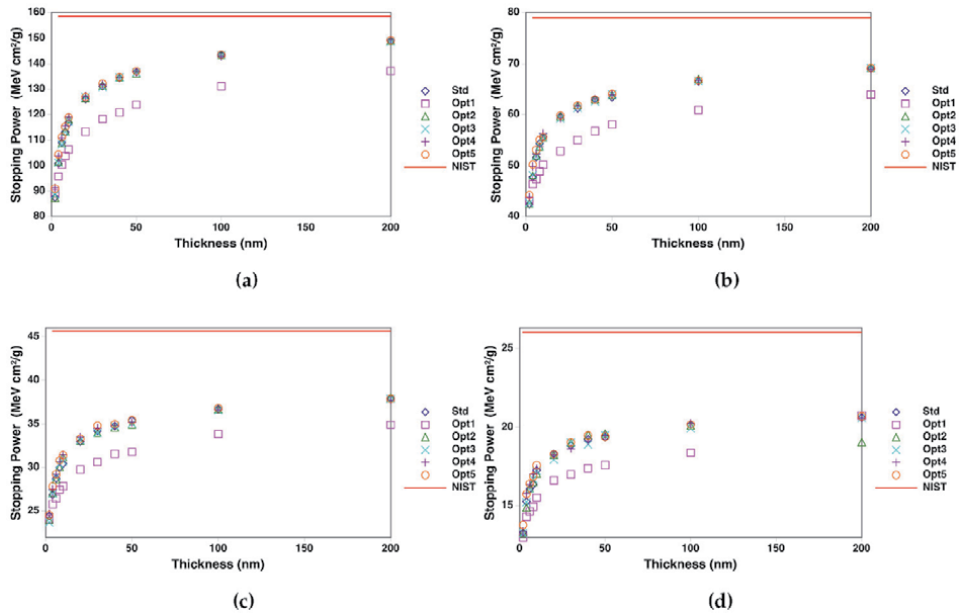 160
150
140
130
120
110
100
90
80
Stopping Power (MeV cm²/g)
0 50 100 150 200
Thickness (nm)
Std
Opt1
Opt2
Opt3
Opt4
Opt5
NIST
(a)
80
70
60
50
40
Stopping Power (MeV cm²/g)
0 50 100 150 200
Thickness (nm)
Std
Opt1
Opt2
Opt3
Opt4
Opt5
NIST
(b)
45
40
35
30
25
Stopping Power (MeV cm²/g)
0 50 100 150 200
Thickness (nm)
Std
Opt1
Opt2
Opt3
Opt4
Opt5
NIST
(c)
25
20
15
Stopping Power (MeV cm²/g)
0 50 100 150 200
Thickness (nm)
Std
Opt1
Opt2
Opt3
Opt4
Opt5
NIST
(d)